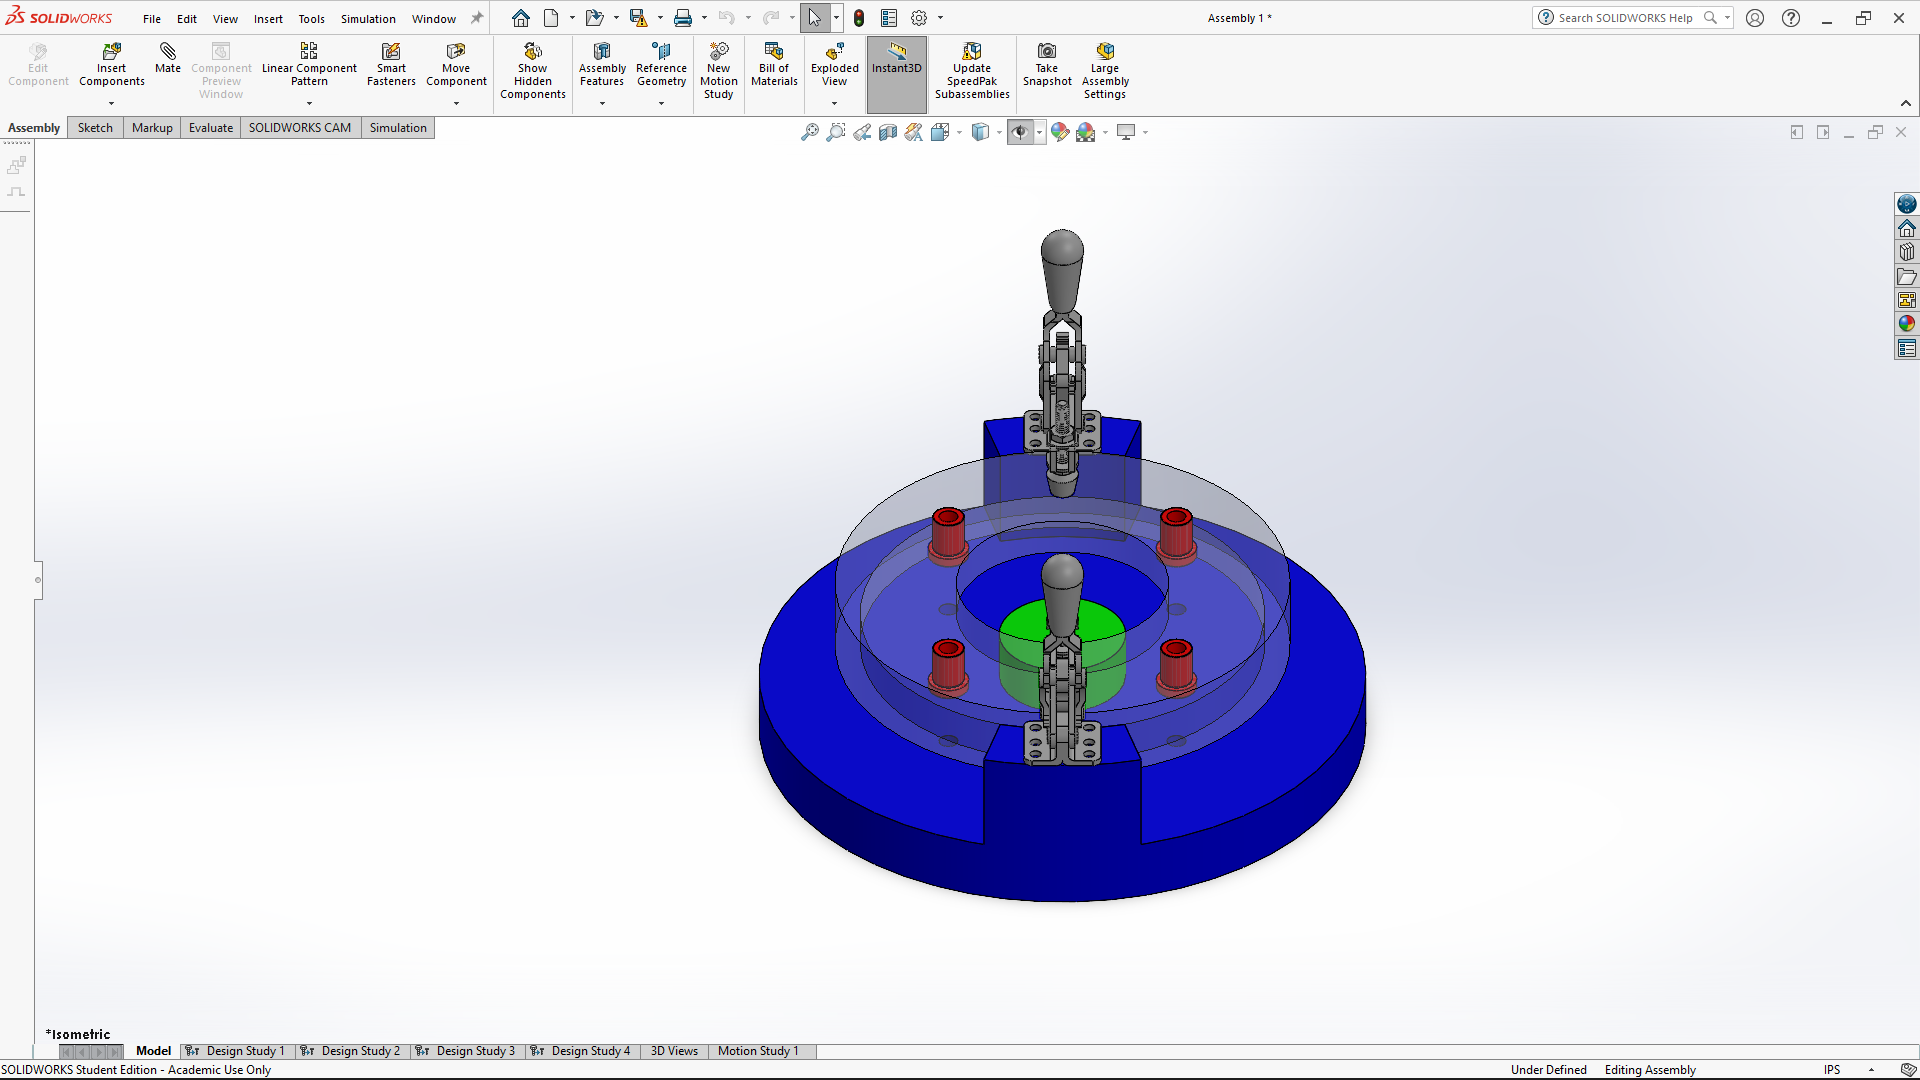 SOLIDWORKS File Edit View Insert Tools Simulation Window Assembly 1 * Search SOLIDWORKS Help
Edit Component
Insert Components
Mate
Component Preview Window
Linear Component Pattern
Smart Fasteners
Move Component
Show Hidden Components
Assembly Features
Reference Geometry
New Motion Study
Bill of Materials
Exploded View
Instant3D
Update SpeedPak Subassemblies
Take Snapshot
Large Assembly Settings
Assembly Sketch Markup Evaluate SOLIDWORKS CAM Simulation
*Isometric
Model Design Study 1 Design Study 2 Design Study 3 Design Study 4 3D Views Motion Study 1
SOLIDWORKS Student Edition - Academic Use Only Under Defined Editing Assembly IPS